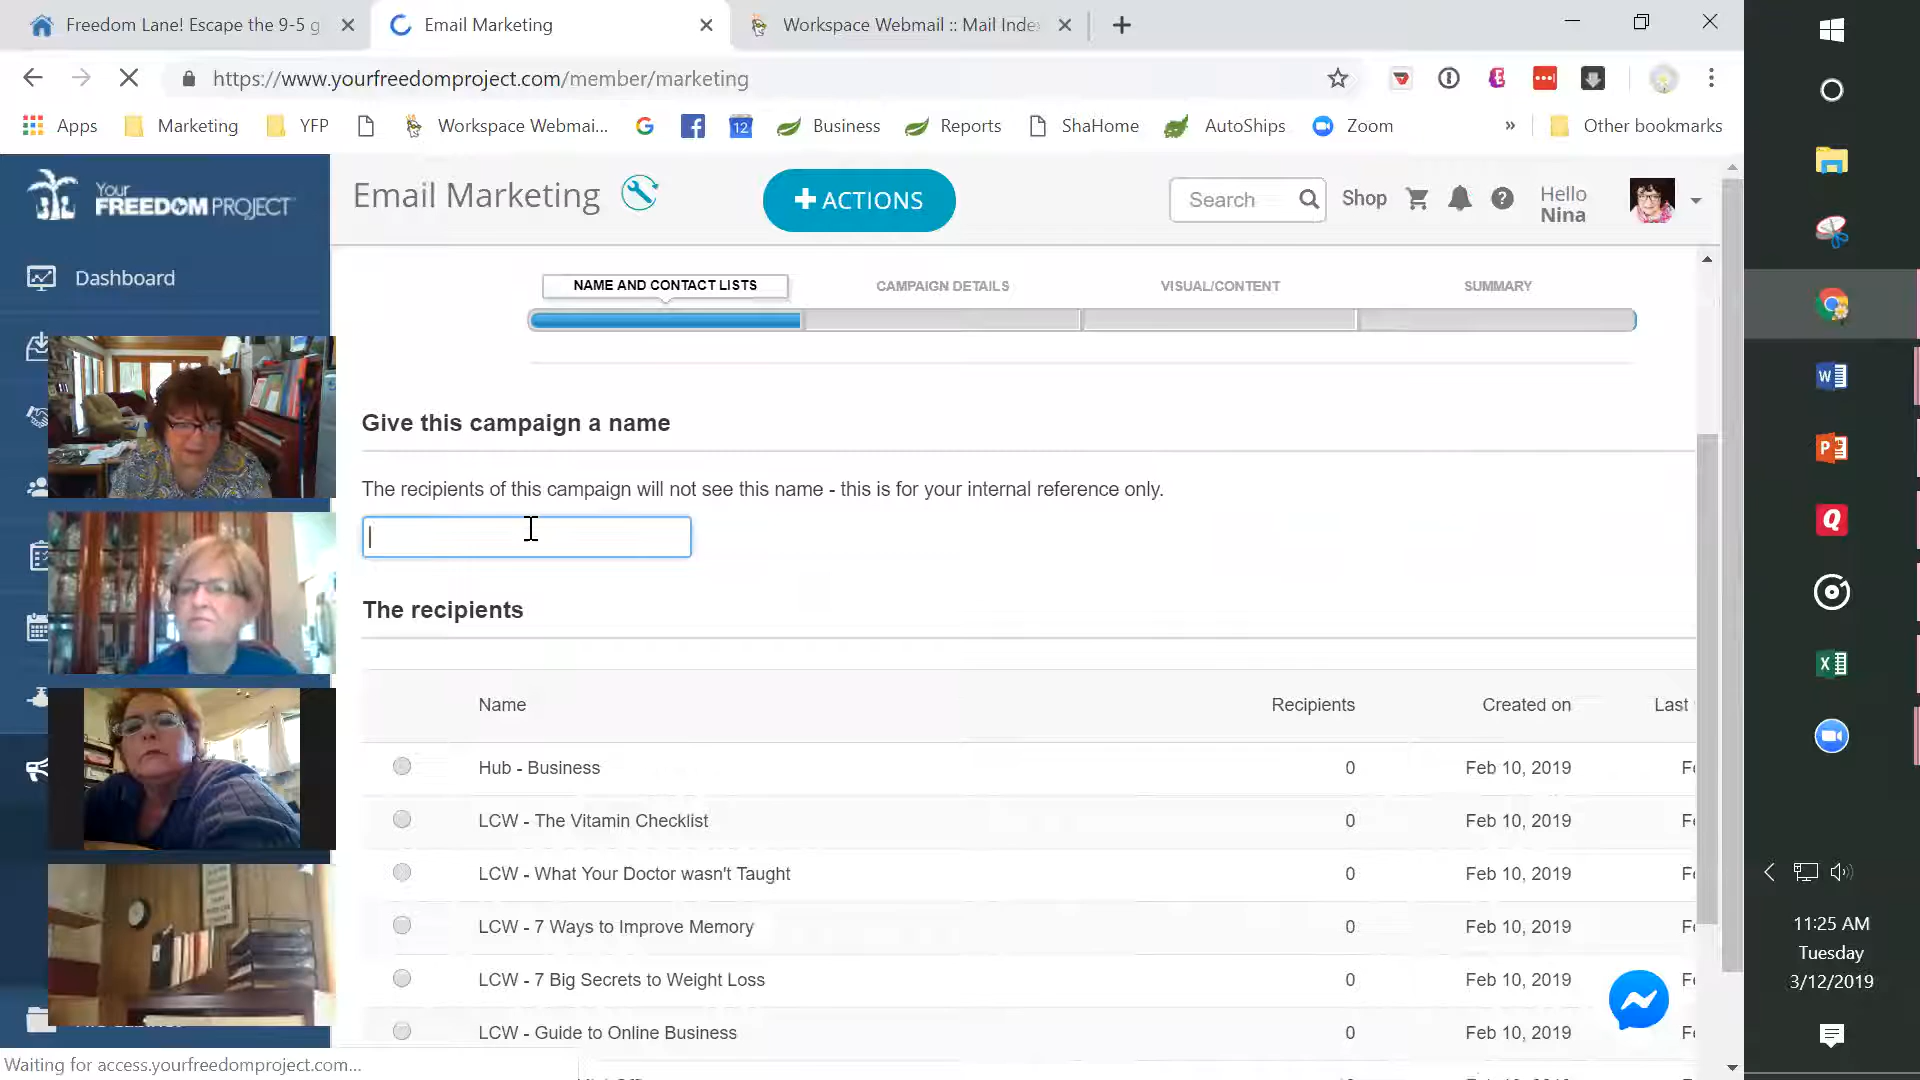 Freedom Lane! Escape the 9-5 g
Email Marketing
Workspace Webmail :: Mail Inde
https://www.yourfreedomproject.com/member/marketing
Apps
Marketing
YFP
Workspace Webmai...
12
Business
Reports
ShaHome
AutoShips
Zoom
»
Other bookmarks
Your
FREEDOM PROJECT
Email Marketing
+ ACTIONS
Search
Shop
Hello
Nina
Dashboard
NAME AND CONTACT LISTS
CAMPAIGN DETAILS
VISUAL/CONTENT
SUMMARY
Give this campaign a name
The recipients of this campaign will not see this name - this is for your internal reference only.
The recipients
Name Recipients Created on Last
Hub - Business 0 Feb 10, 2019
LCW - The Vitamin Checklist 0 Feb 10, 2019
LCW - What Your Doctor wasn't Taught 0 Feb 10, 2019
LCW - 7 Ways to Improve Memory 0 Feb 10, 2019
LCW - 7 Big Secrets to Weight Loss 0 Feb 10, 2019
LCW - Guide to Online Business 0 Feb 10, 2019
Waiting for access.yourfreedomproject.com...
11:25 AM
Tuesday
3/12/2019